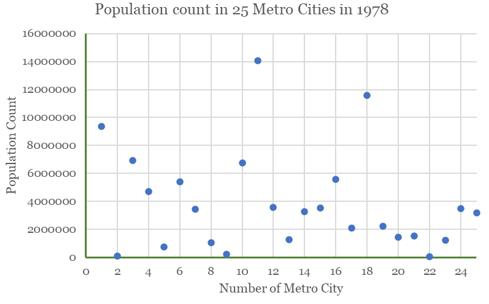 Population count in 25 Metro Cities in 1978
16000000
14000000
12000000
10000000
8000000
6000000
4000000
2000000
0
0 2 4 6 8 10 12 14 16 18 20 22 24
Population Count
Number of Metro City